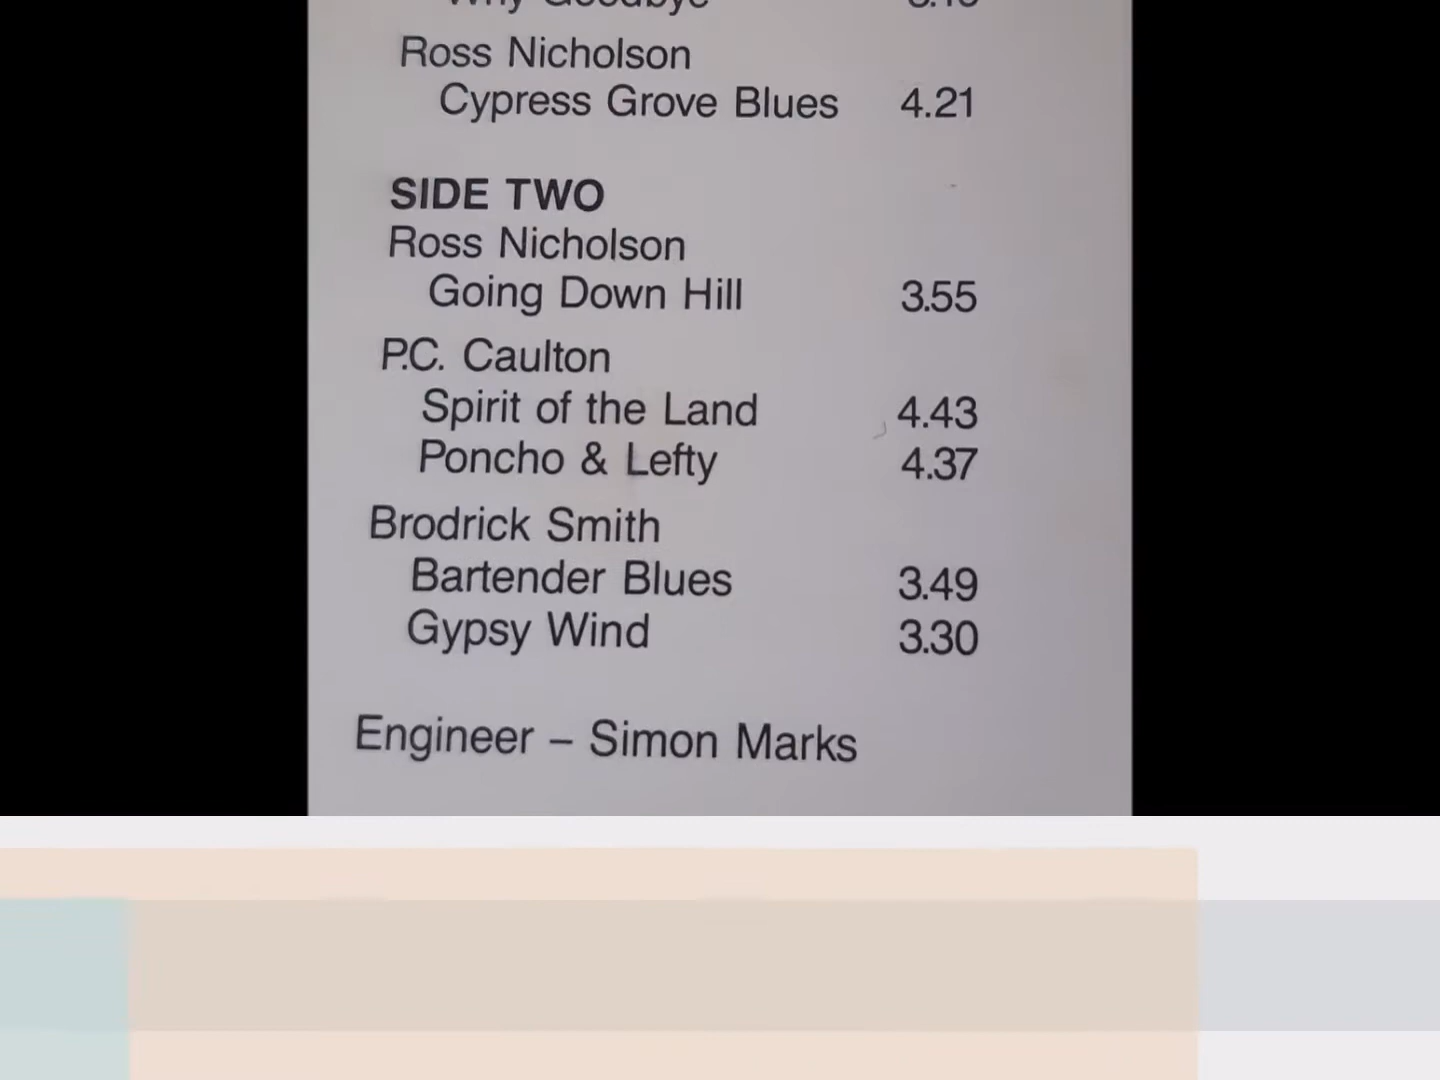 Why Goodbye
Ross Nicholson
Cypress Grove Blues 4.21
SIDE TWO
Ross Nicholson
Going Down Hill 3.55
P.C. Caulton
Spirit of the Land 4.43
Poncho & Lefty 4.37
Brodrick Smith
Bartender Blues 3.49
Gypsy Wind 3.30
Engineer – Simon Marks